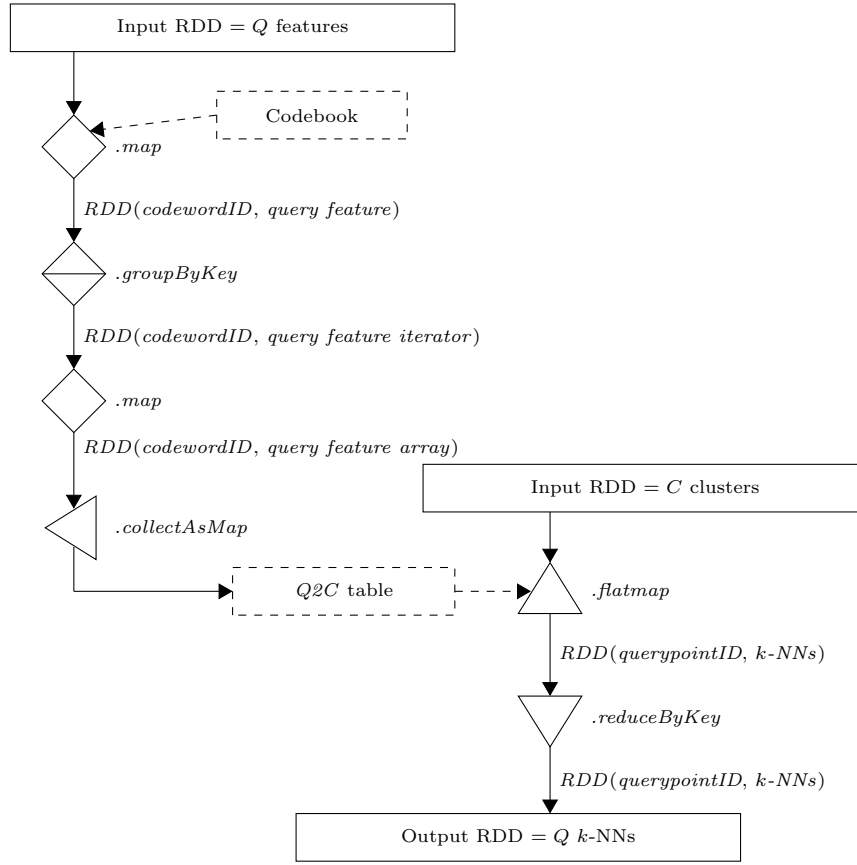 Input RDD = Q features
Codebook
.map
RDD(codewordID, query feature)
.groupByKey
RDD(codewordID, query feature iterator)
.map
RDD(codewordID, query feature array)
Input RDD = C clusters
.collectAsMap
Q2C table
.flatmap
RDD(querypointID, k-NNs)
.reduceByKey
RDD(querypointID, k-NNs)
Output RDD = Q k-NNs